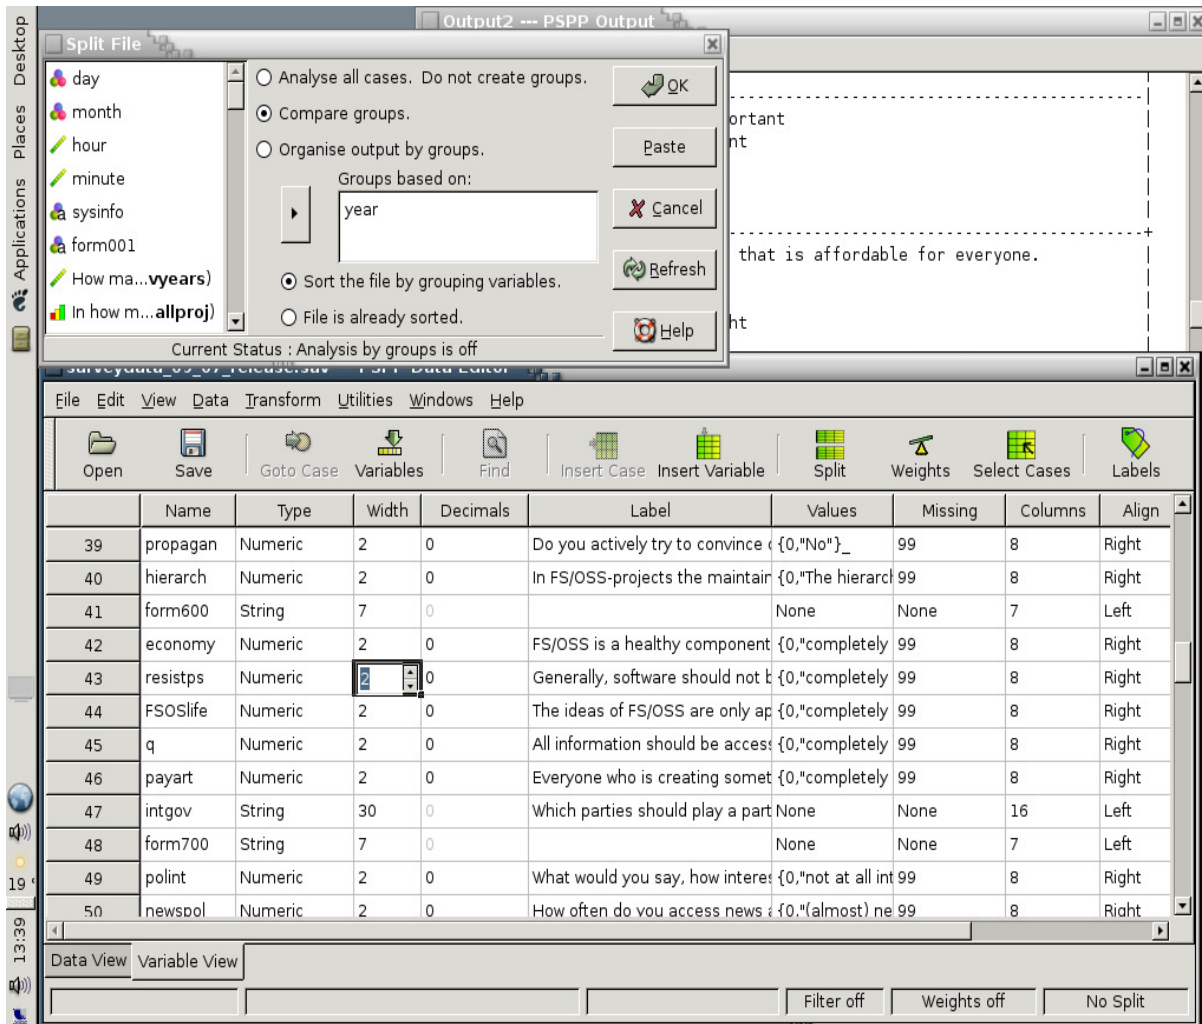 Desktop
Places
Applications
19 °
13:39
Output2 --- PSPP Output
ortant
nt
that is affordable for everyone.
ht
Split File
day
month
hour
minute
sysinfo
form001
How ma...vyears)
In how m...allproj)
Analyse all cases.  Do not create groups.
Compare groups.
Organise output by groups.
Groups based on:
year
Sort the file by grouping variables.
File is already sorted.
OK
Paste
Cancel
Refresh
Help
Current Status : Analysis by groups is off
surveydata_09_07_release.sav --- PSPP Data Editor
File Edit View Data Transform Utilities Windows Help
Open Save Goto Case Variables Find Insert Case Insert Variable Split Weights Select Cases Labels
Name Type Width Decimals Label Values Missing Columns Align
39 propagan Numeric 2 0 Do you actively try to convince {0,"No"}_ 99 8 Right
40 hierarch Numeric 2 0 In FS/OSS-projects the maintain {0,"The hierarch 99 8 Right
41 form600 String 7 0 None None 7 Left
42 economy Numeric 2 0 FS/OSS is a healthy component {0,"completely 99 8 Right
43 resistps Numeric 2 0 Generally, software should not b {0,"completely 99 8 Right
44 FSOSlife Numeric 2 0 The ideas of FS/OSS are only ap {0,"completely 99 8 Right
45 q Numeric 2 0 All information should be access {0,"completely 99 8 Right
46 payart Numeric 2 0 Everyone who is creating somet {0,"completely 99 8 Right
47 intgov String 30 0 Which parties should play a part None None 16 Left
48 form700 String 7 0 None None 7 Left
49 polint Numeric 2 0 What would you say, how interes {0,"not at all int 99 8 Right
50 newspol Numeric 2 0 How often do you access news a {0,"(almost) ne 99 8 Right
Data View Variable View
Filter off Weights off No Split